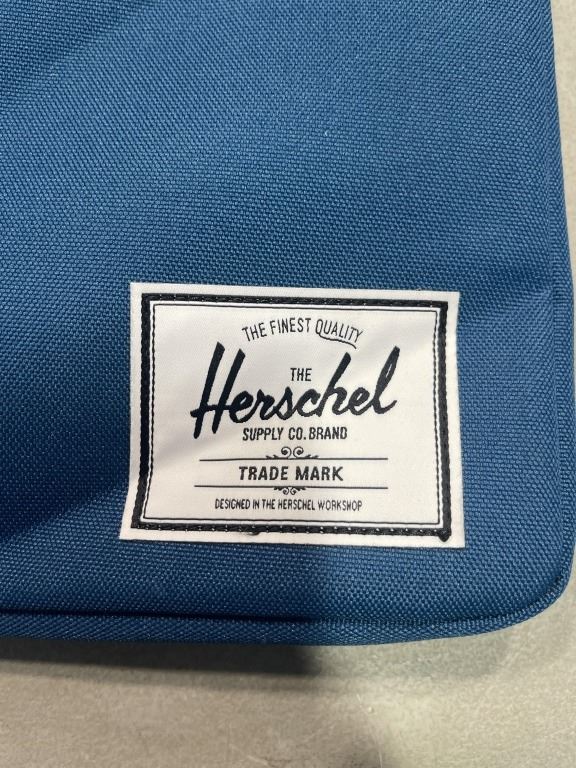 THE FINEST QUALITY
THE
Herschel
SUPPLY CO. BRAND
TRADE MARK
DESIGNED IN THE HERSCHEL WORKSHOP